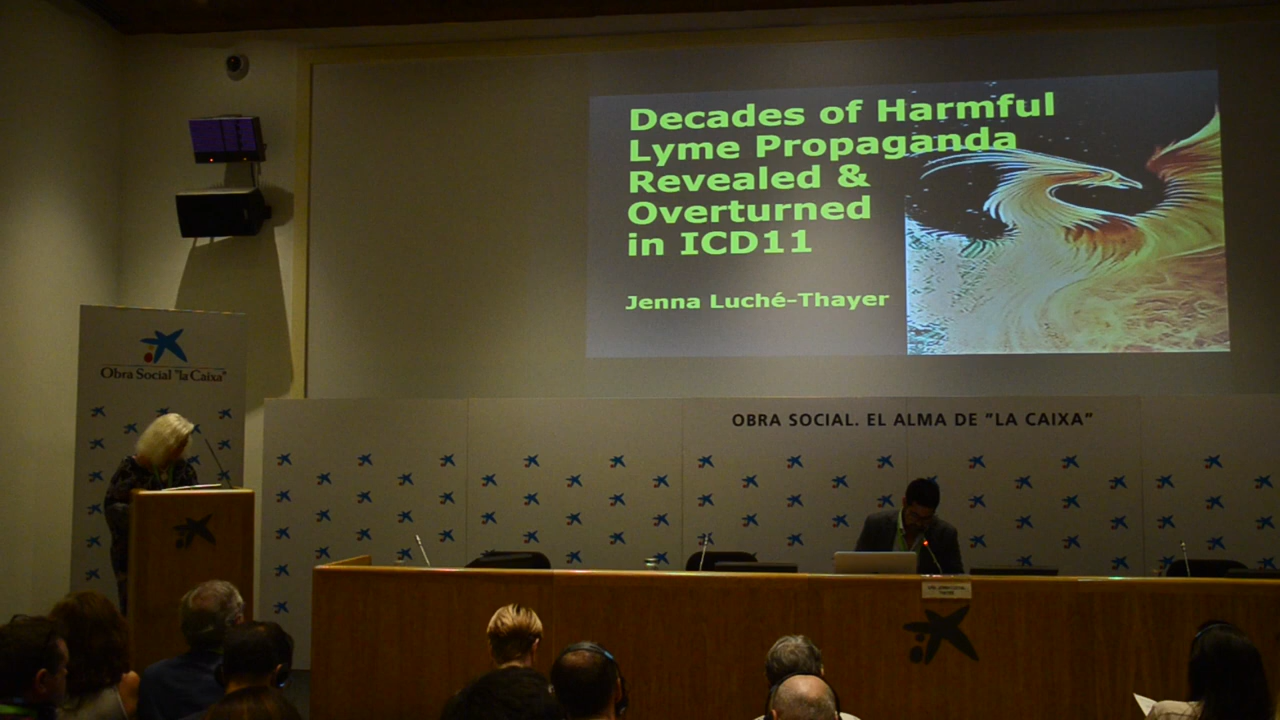 Decades of Harmful
Lyme Propaganda
Revealed &
Overturned
in ICD11
Jenna Luché-Thayer
Obra Social "la Caixa"
OBRA SOCIAL. EL ALMA DE "LA CAIXA"